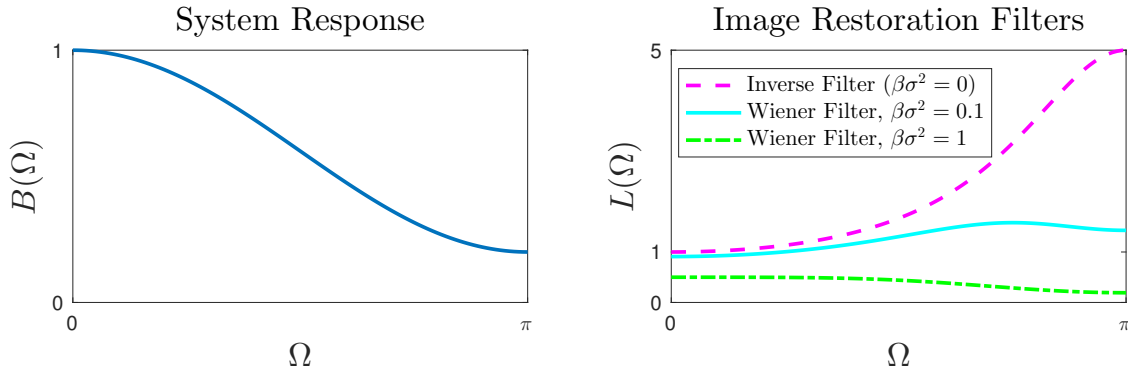 System Response
1
B(Ω)
0
0
π
Ω
Image Restoration Filters
5
Inverse Filter (βσ² = 0)
Wiener Filter, βσ² = 0.1
Wiener Filter, βσ² = 1
L(Ω)
1
0
0
π
Ω